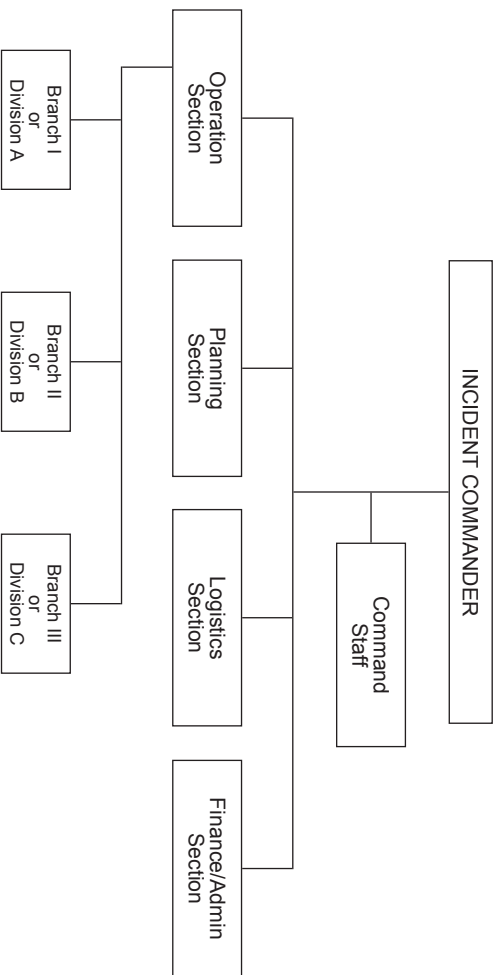 INCIDENT COMMANDER
Command
Staff
Operation
Section
Planning
Section
Logistics
Section
Finance/Admin
Section
Branch I
or
Division A
Branch II
or
Division B
Branch III
or
Division C